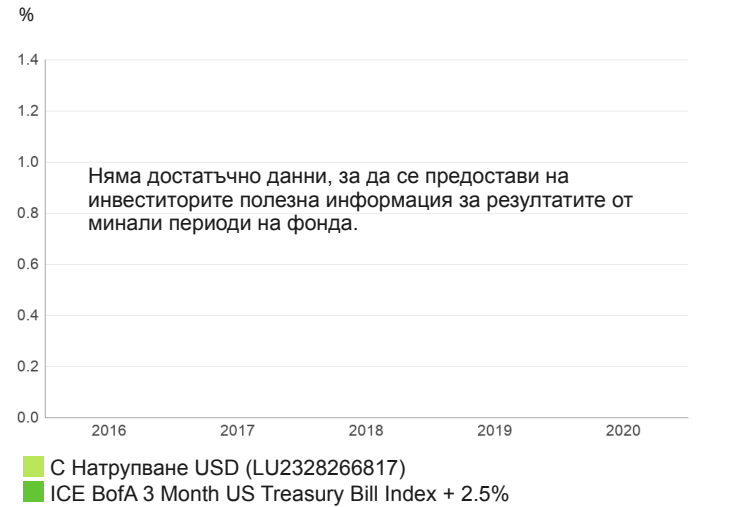 %
1.4
1.2
1.0
Няма достатъчно данни, за да се предостави на
инвеститорите полезна информация за резултатите от
0.8
минали периоди на фонда.
0.6
0.4
0.2
0.0
2016 2017 2018 2019 2020
C Натрупване USD (LU2328266817)
ICE BofA 3 Month US Treasury Bill Index + 2.5%